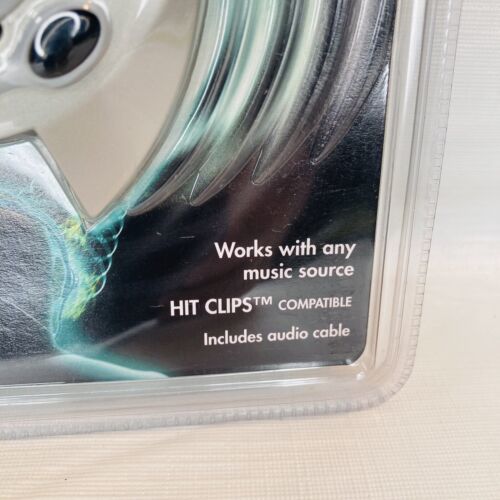 Works with any
music source
HIT CLIPS™ COMPATIBLE
Includes audio cable